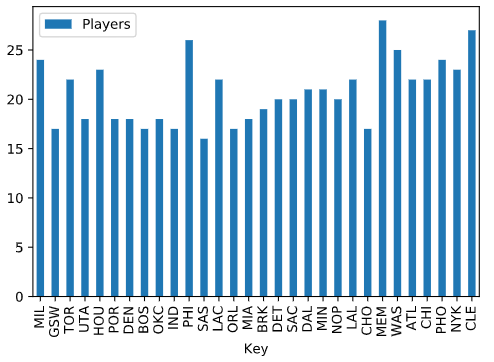 Players
25
20
15
10
5
0
MIL GSW TOR UTA HOU POR DEN BOS OKC IND PHI SAS LAC ORL MIA BRK DET SAC DAL MIN NOP LAL CHO MEM WAS ATL CHI PHO NYK CLE
Key